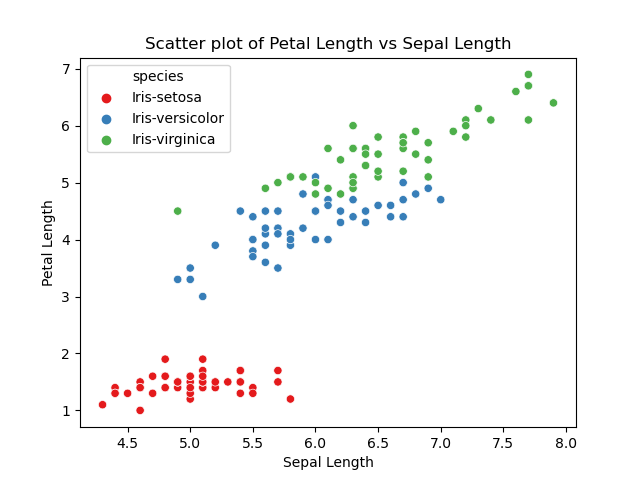 Scatter plot of Petal Length vs Sepal Length
species
Iris-setosa
Iris-versicolor
Iris-virginica
7
6
5
4
3
2
1
Petal Length
4.5 5.0 5.5 6.0 6.5 7.0 7.5 8.0
Sepal Length